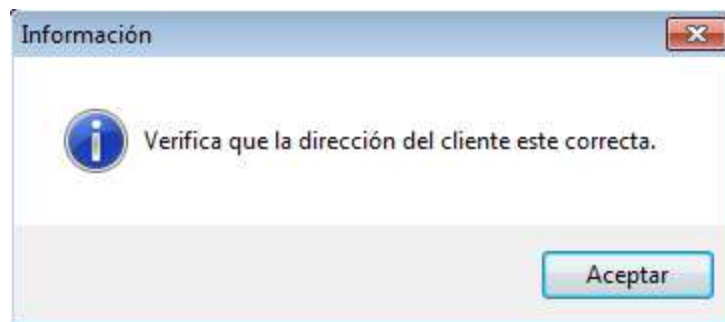 Información
Verifica que la dirección del cliente este correcta.
Aceptar